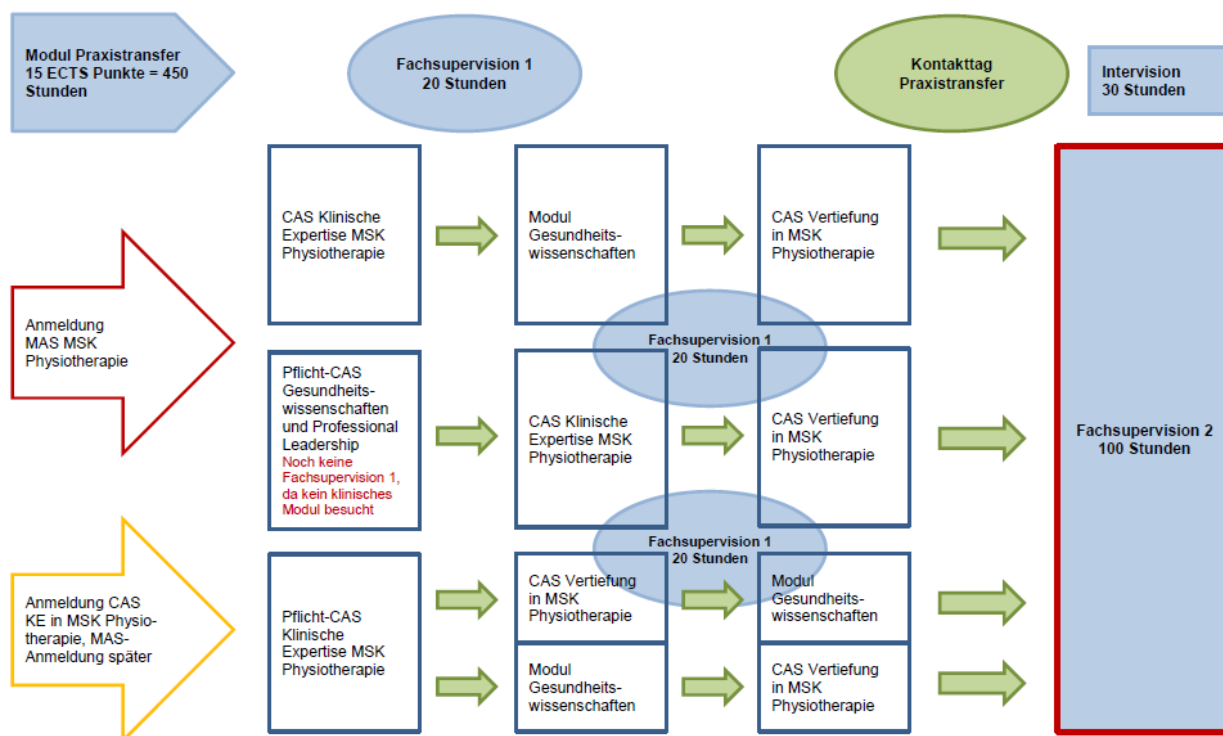 Modul Praxistransfer
15 ECTS Punkte = 450
Stunden
Fachsupervision 1
20 Stunden
Kontakttag
Praxistransfer
Intervision
30 Stunden
Anmeldung
MAS MSK
Physiotherapie
CAS Klinische
Expertise MSK
Physiotherapie
Modul
Gesundheits-
wissenschaften
CAS Vertiefung
in MSK
Physiotherapie
Fachsupervision 1
20 Stunden
Pflicht-CAS
Gesundheits-
wissenschaften
und Professional
Leadership
Noch keine
Fachsupervision 1,
da kein klinisches
Modul besucht
CAS Klinische
Expertise MSK
Physiotherapie
CAS Vertiefung
in MSK
Physiotherapie
Fachsupervision 2
100 Stunden
Fachsupervision 1
20 Stunden
Anmeldung CAS
KE in MSK Physio-
therapie, MAS-
Anmeldung später
Pflicht-CAS
Klinische
Expertise MSK
Physiotherapie
CAS Vertiefung
in MSK
Physiotherapie
Modul
Gesundheits-
wissenschaften
Modul
Gesundheits-
wissenschaften
CAS Vertiefung
in MSK
Physiotherapie